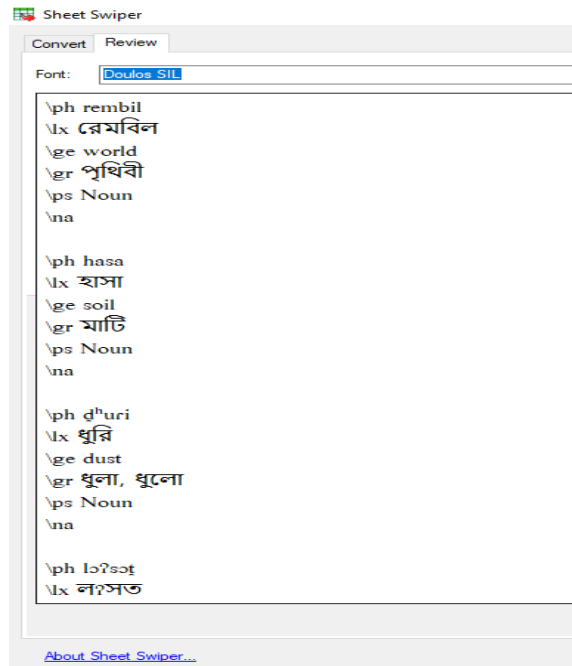 Sheet Swiper
Convert Review
Font: Doulos SIL
\ph rembil
\lx রেমবিল
\ge world
\gr পৃথিবী
\ps Noun
\na
\ph hasa
\lx হাসা
\ge soil
\gr মাটি
\ps Noun
\na
\ph d̪ʰuri
\lx ধুরি
\ge dust
\gr ধুলা, ধুলো
\ps Noun
\na
\ph lɔʔsɔt̪
\lx লʔসত
About Sheet Swiper...